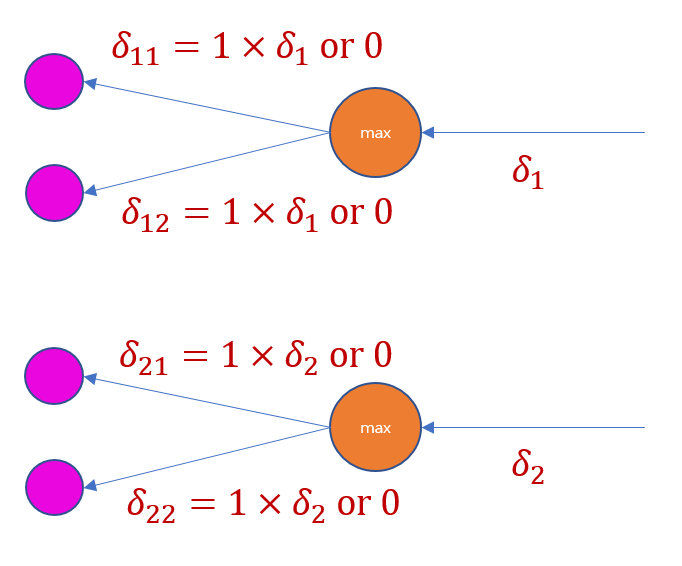 δ₁₁ = 1 × δ₁ or 0
max
δ₁
δ₁₂ = 1 × δ₁ or 0
δ₂₁ = 1 × δ₂ or 0
max
δ₂
δ₂₂ = 1 × δ₂ or 0